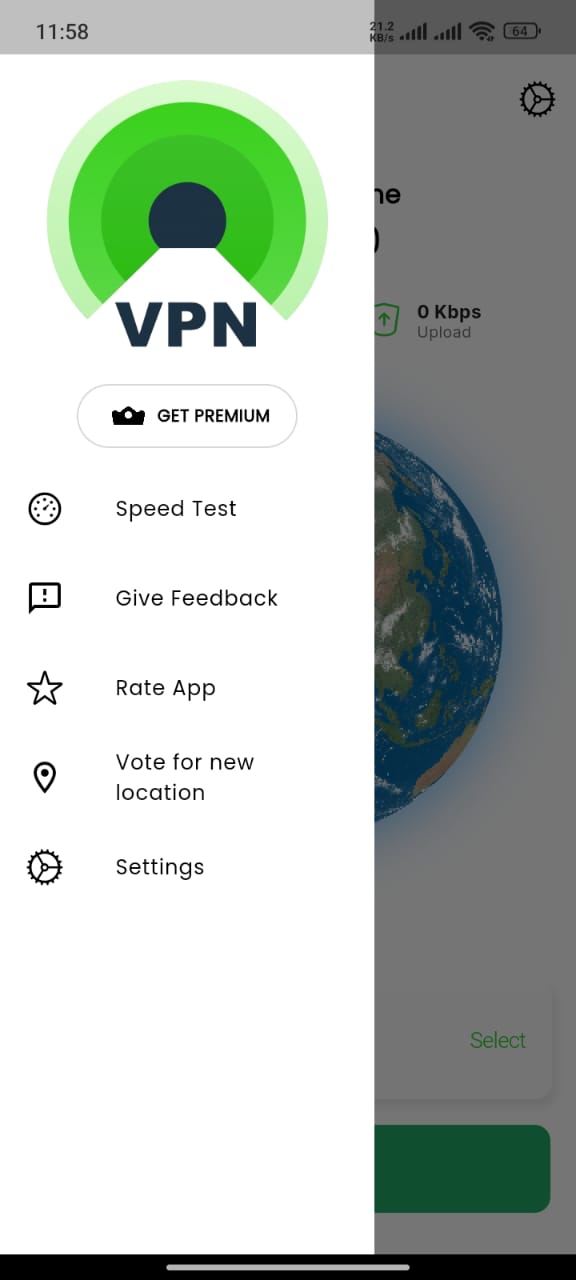 11:58
21.2
KB/s
64
ne
)
0 Kbps
Upload
VPN
GET PREMIUM
Speed Test
Give Feedback
Rate App
Vote for new
location
Settings
Select